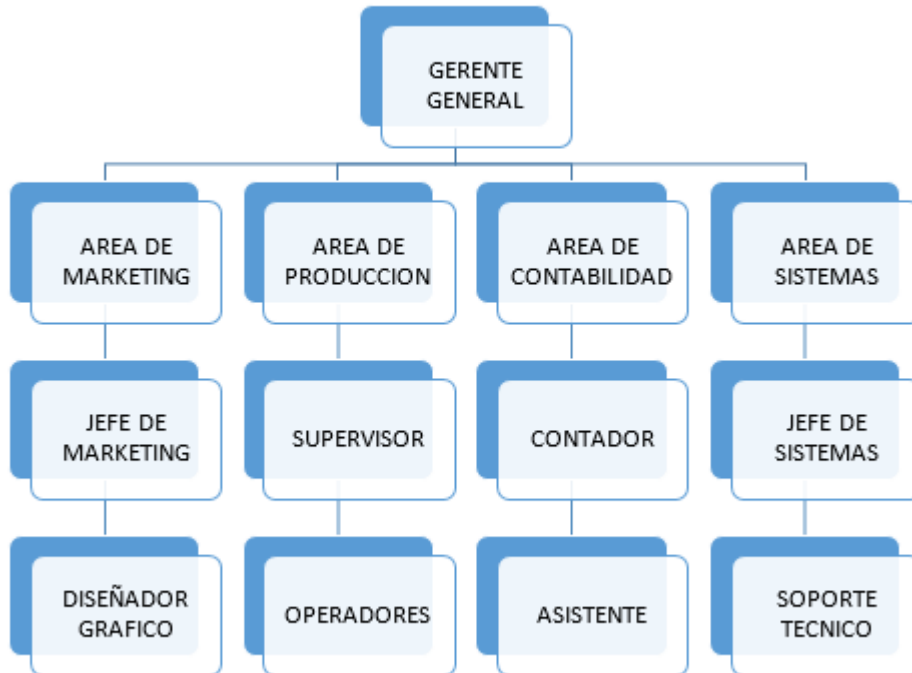 GERENTE
GENERAL
AREA DE
MARKETING
AREA DE
PRODUCCION
AREA DE
CONTABILIDAD
AREA DE
SISTEMAS
JEFE DE
MARKETING
SUPERVISOR
CONTADOR
JEFE DE
SISTEMAS
DISEÑADOR
GRAFICO
OPERADORES
ASISTENTE
SOPORTE
TECNICO